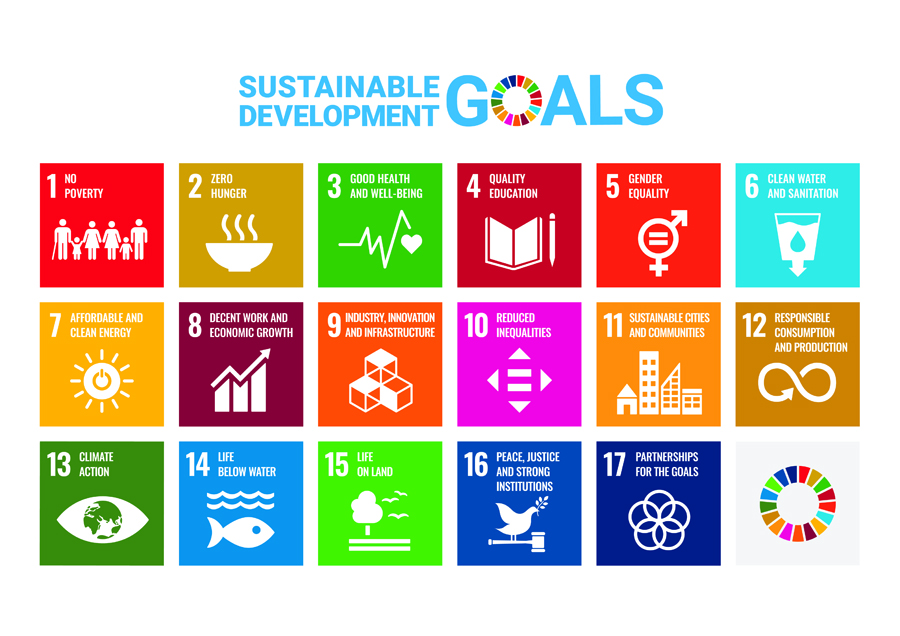 SUSTAINABLE
DEVELOPMENT
GOALS
1 NO
POVERTY
2 ZERO
HUNGER
3 GOOD HEALTH
AND WELL-BEING
4 QUALITY
EDUCATION
5 GENDER
EQUALITY
6 CLEAN WATER
AND SANITATION
7 AFFORDABLE AND
CLEAN ENERGY
8 DECENT WORK AND
ECONOMIC GROWTH
9 INDUSTRY, INNOVATION
AND INFRASTRUCTURE
10 REDUCED
INEQUALITIES
11 SUSTAINABLE CITIES
AND COMMUNITIES
12 RESPONSIBLE
CONSUMPTION
AND PRODUCTION
13 CLIMATE
ACTION
14 LIFE
BELOW WATER
15 LIFE
ON LAND
16 PEACE, JUSTICE
AND STRONG
INSTITUTIONS
17 PARTNERSHIPS
FOR THE GOALS